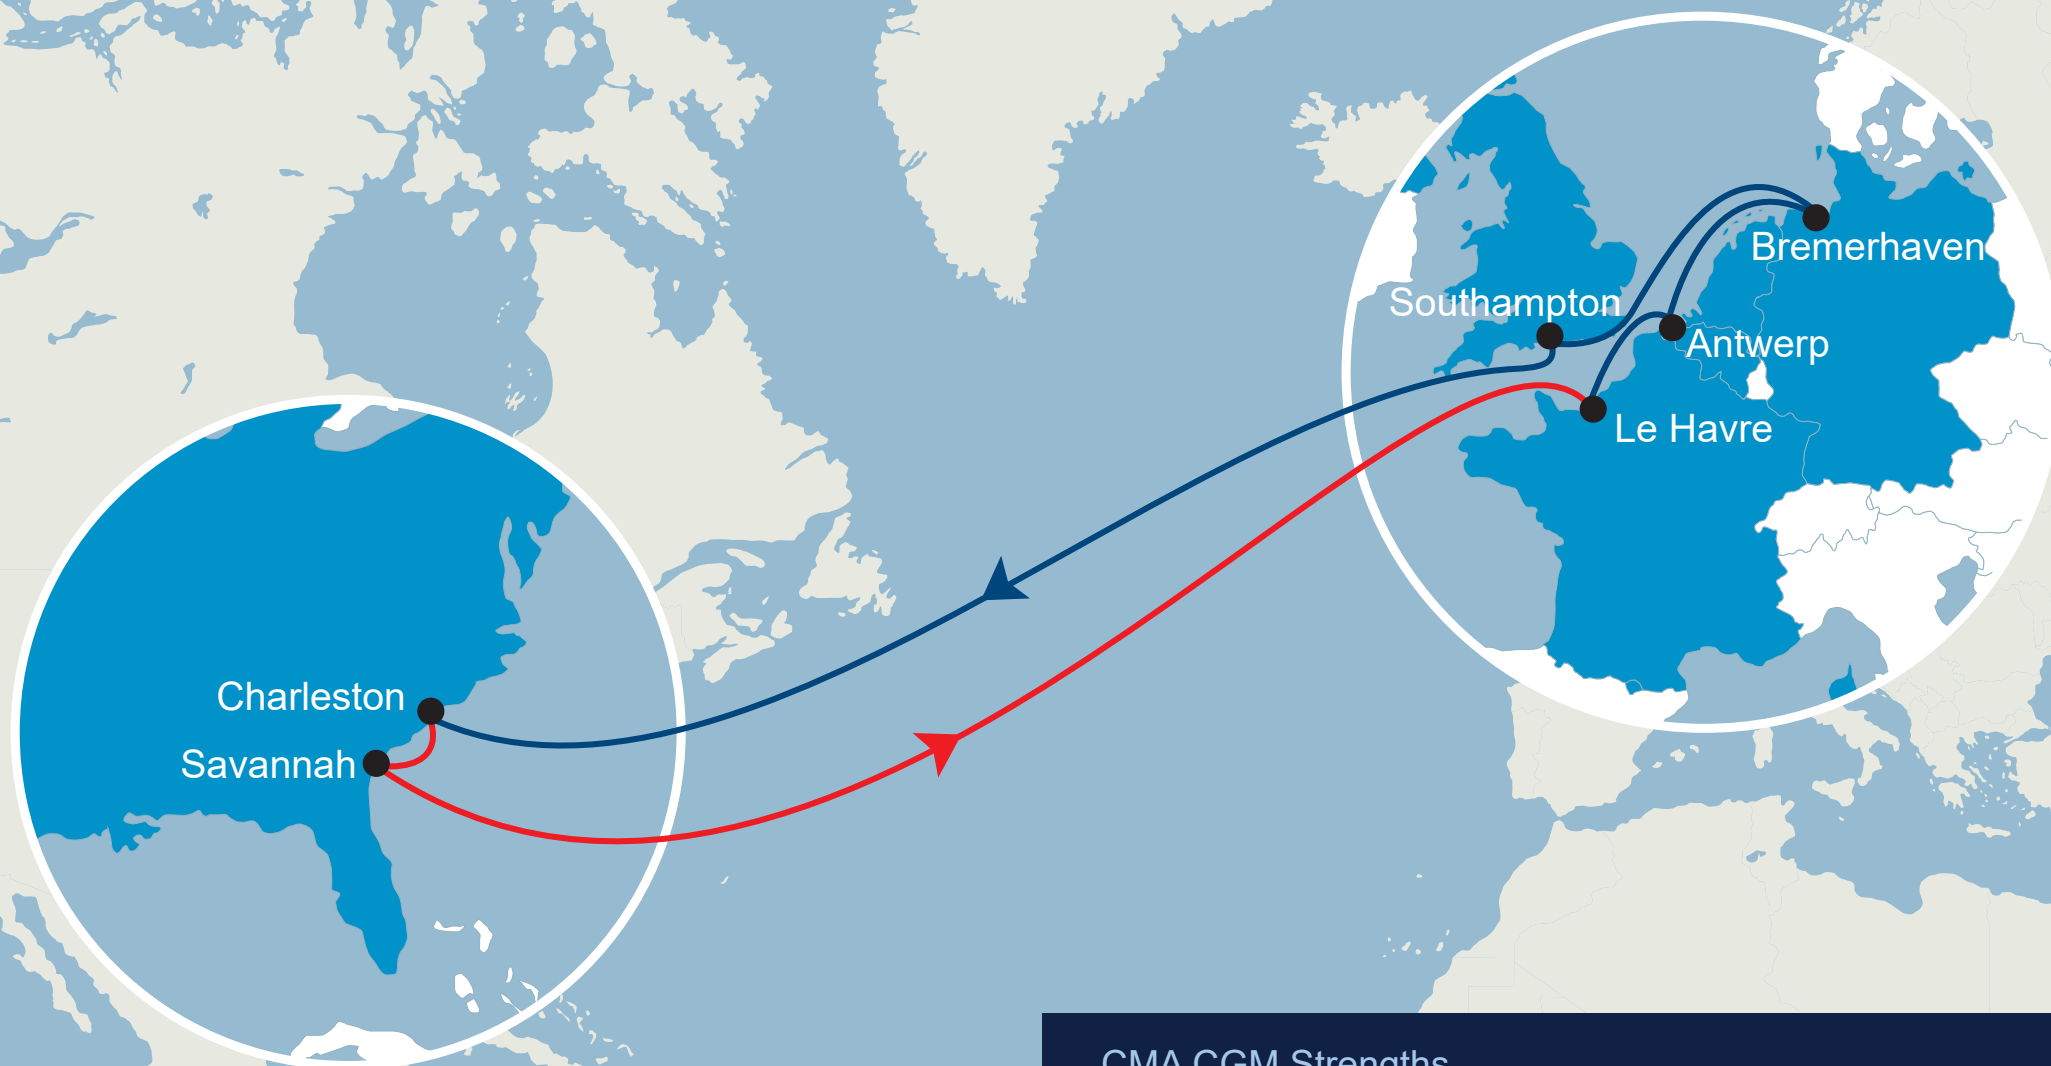 Bremerhaven
Southampton
Antwerp
Le Havre
Charleston
Savannah
CMA CGM Strengths